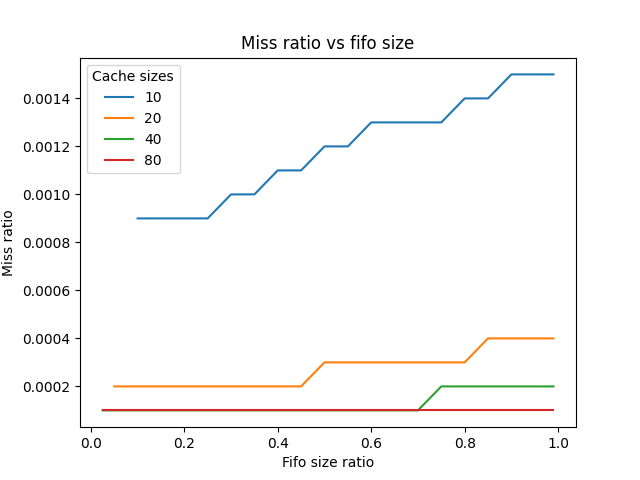 Miss ratio vs fifo size
Cache sizes
10
20
40
80
Miss ratio
0.0014
0.0012
0.0010
0.0008
0.0006
0.0004
0.0002
0.0 0.2 0.4 0.6 0.8 1.0
Fifo size ratio